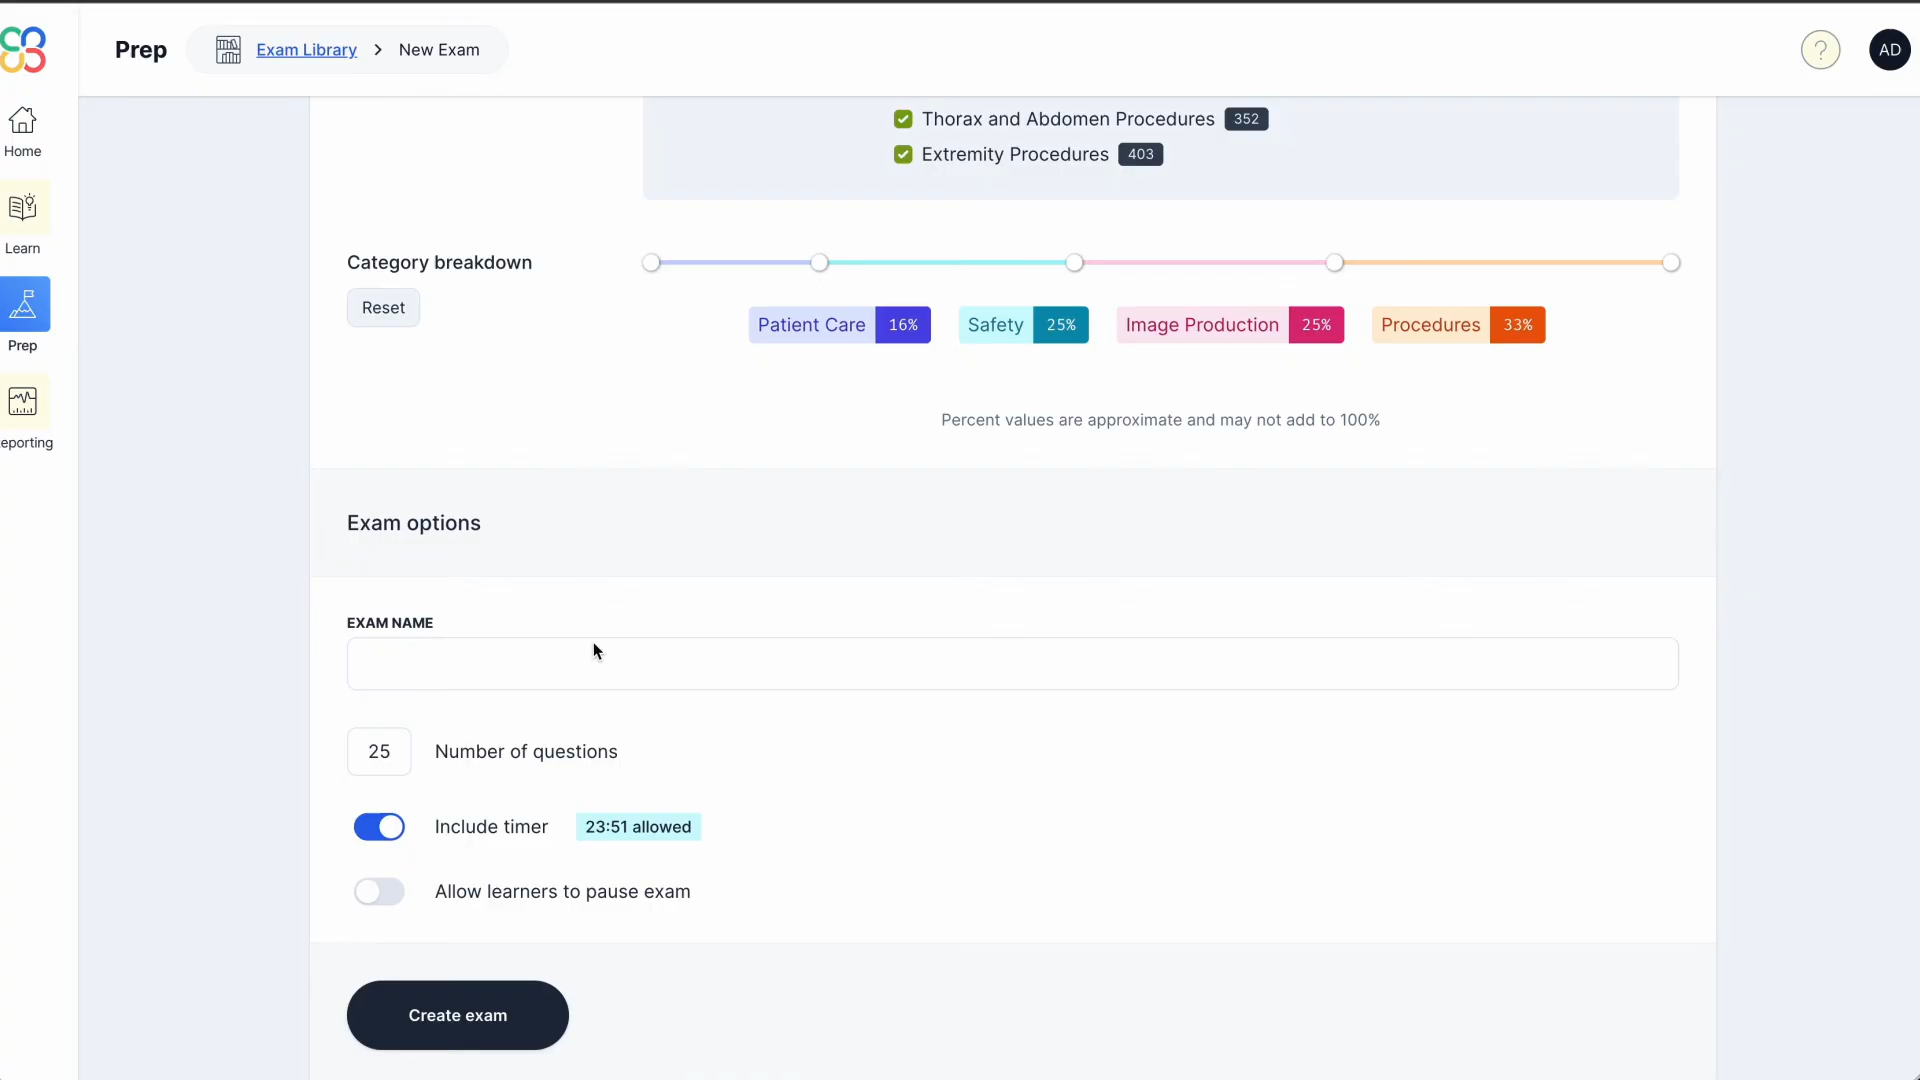 Prep
Exam Library > New Exam
?
AD
Home
Learn
Prep
eporting
Thorax and Abdomen Procedures 352
Extremity Procedures 403
Category breakdown
Reset
Patient Care 16% Safety 25% Image Production 25% Procedures 33%
Percent values are approximate and may not add to 100%
Exam options
EXAM NAME
25 Number of questions
Include timer 23:51 allowed
Allow learners to pause exam
Create exam